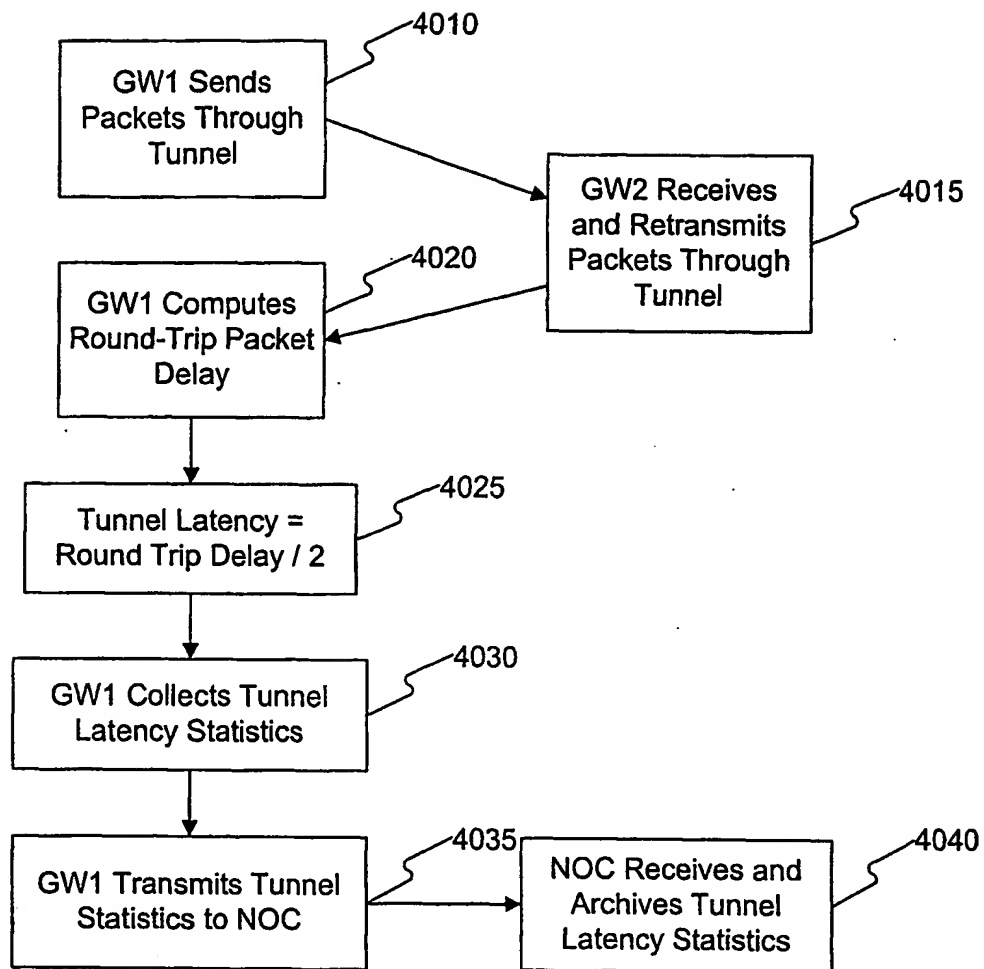 4010
GW1 Sends
Packets Through
Tunnel
GW2 Receives
and Retransmits
Packets Through
Tunnel
4015
4020
GW1 Computes
Round-Trip Packet
Delay
4025
Tunnel Latency =
Round Trip Delay / 2
4030
GW1 Collects Tunnel
Latency Statistics
4035
GW1 Transmits Tunnel
Statistics to NOC
4040
NOC Receives and
Archives Tunnel
Latency Statistics